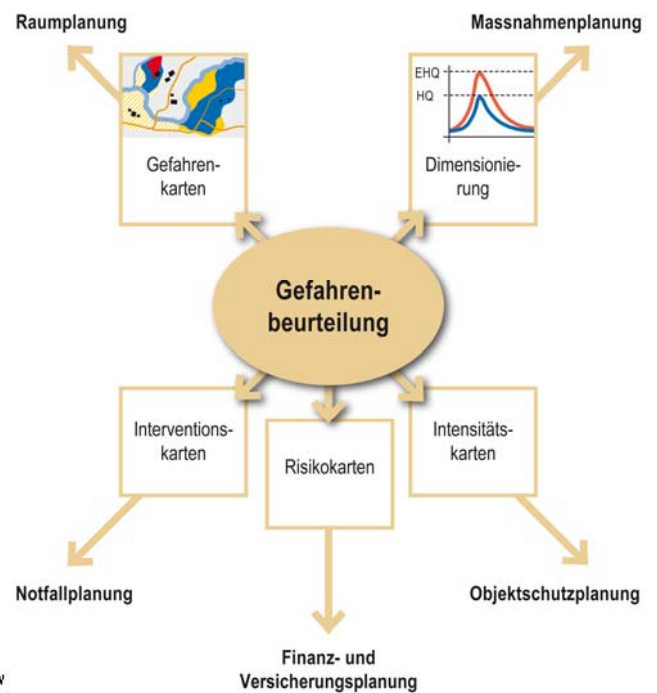 Raumplanung
Massnahmenplanung
EHQ
HQ
Gefahren-
karten
Dimensionie-
rung
Gefahren-
beurteilung
Interventions-
karten
Risikokarten
Intensitäts-
karten
Notfallplanung
Objektschutzplanung
Finanz- und
Versicherungsplanung